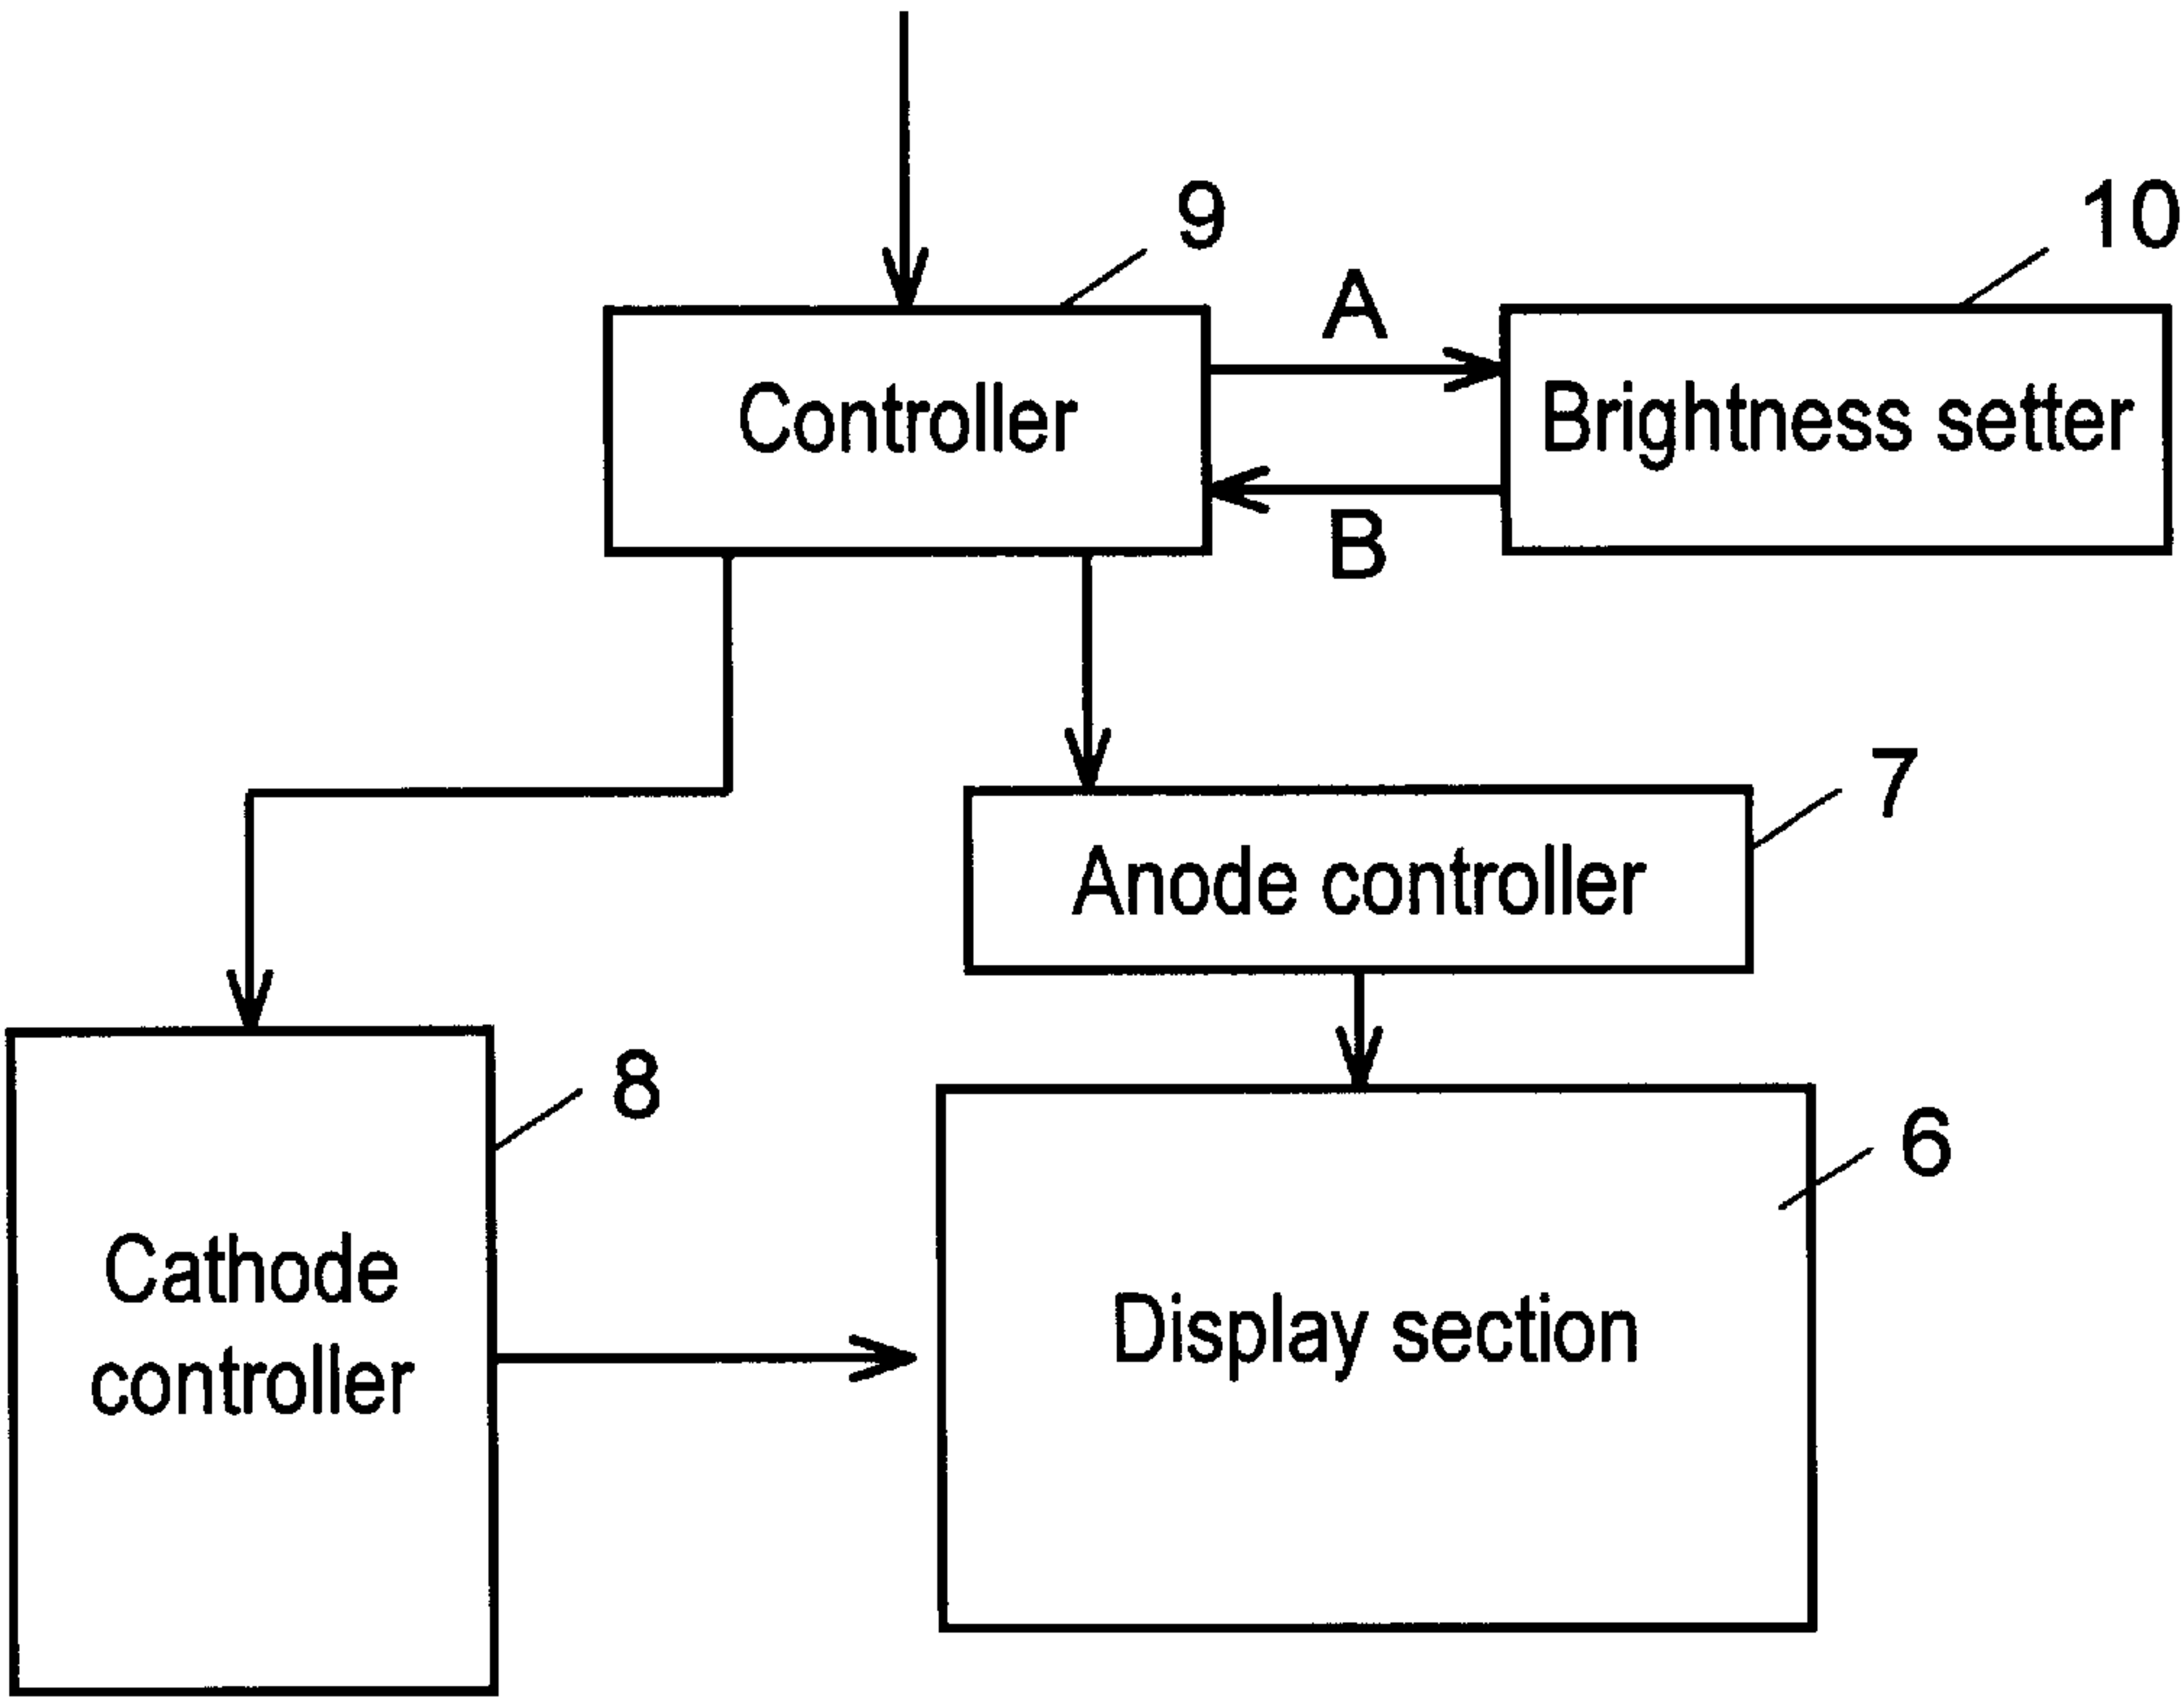 9
10
A
Controller
Brightness setter
B
7
Anode controller
8
6
Cathode
controller
Display section